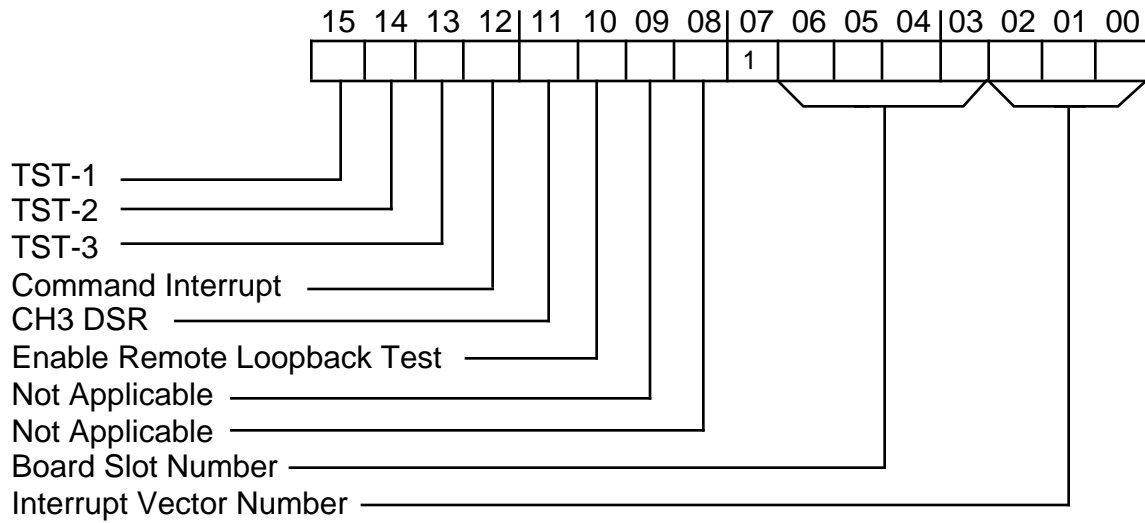 15 14 13 12 11 10 09 08 07 06 05 04 03 02 01 00
1
TST-1
TST-2
TST-3
Command Interrupt
CH3 DSR
Enable Remote Loopback Test
Not Applicable
Not Applicable
Board Slot Number
Interrupt Vector Number